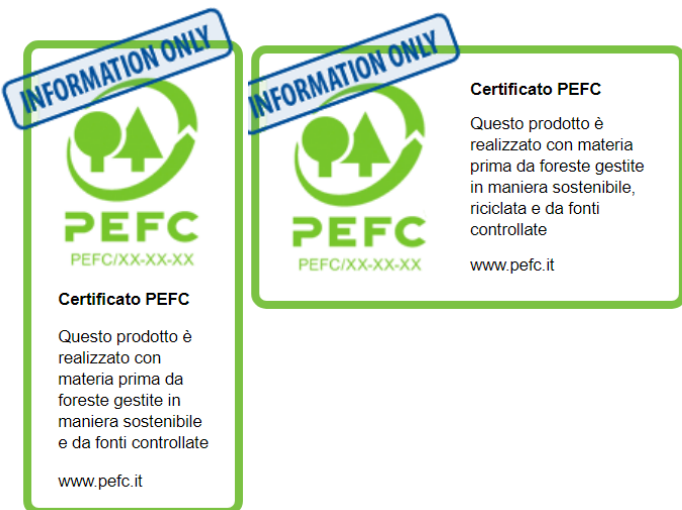 INFORMATION ONLY
PEFC
PEFC/XX-XX-XX
Certificato PEFC
Questo prodotto è
realizzato con
materia prima da
foreste gestite in
maniera sostenibile
e da fonti controllate
www.pefc.it
INFORMATION ONLY
PEFC
PEFC/XX-XX-XX
Certificato PEFC
Questo prodotto è
realizzato con materia
prima da foreste gestite
in maniera sostenibile,
riciclata e da fonti
controllate
www.pefc.it